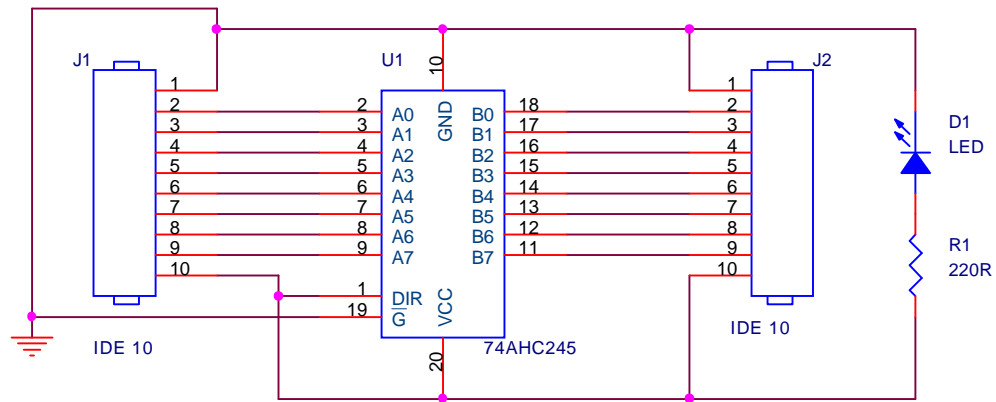 J1
U1
10
J2
1
1
2
2
A0
GND
B0
18
2
3
3
A1
B1
17
3
D1
4
4
A2
B2
16
4
LED
5
5
A3
B3
15
5
6
6
A4
B4
14
6
7
7
A5
B5
13
7
8
8
A6
B6
12
8
R1
9
9
A7
B7
11
9
220R
10
10
1
DIR
19
G
VCC
IDE 10
IDE 10
20
74AHC245